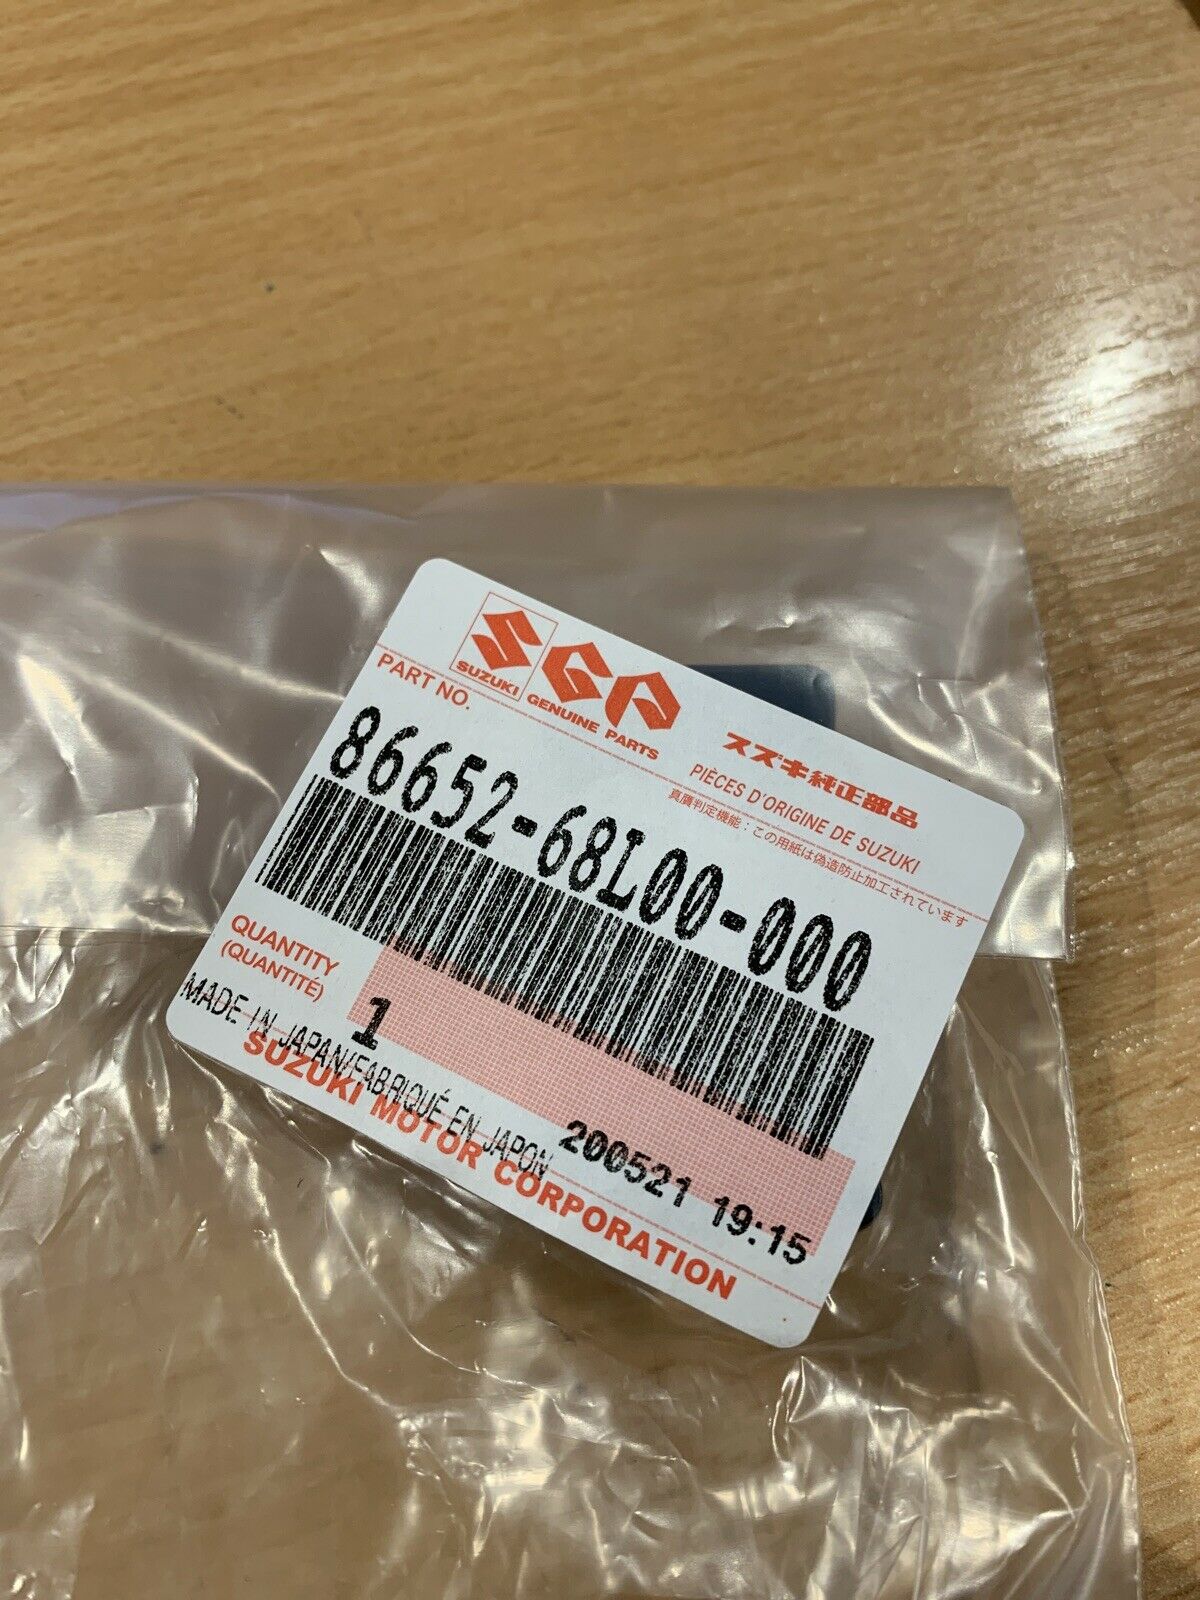 SGP
SUZUKI GENUINE PARTS
スズキ純正部品
PIÈCES D'ORIGINE DE SUZUKI
真贋判定機能：この用紙は偽造防止加工されています
PART NO.
86652-68L00-000
QUANTITY
(QUANTITÉ)
1
MADE IN JAPAN/FABRIQUÉ EN JAPON
200521 19:15
SUZUKI MOTOR CORPORATION